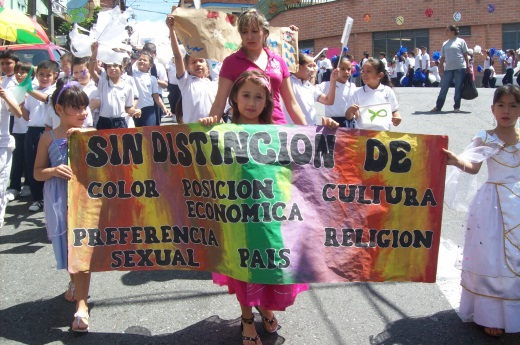 SIN DISTINCION DE
COLOR POSICION CULTURA
ECONOMICA
PREFERENCIA RELIGION
SEXUAL PAIS